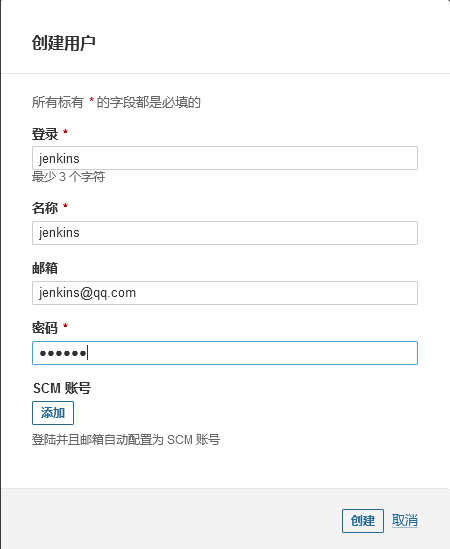 创建用户
所有标有 * 的字段都是必填的
登录 *
jenkins
最少 3 个字符
名称 *
jenkins
邮箱
jenkins@qq.com
密码 *
●●●●●●
SCM 账号
添加
登陆并且邮箱自动配置为 SCM 账号
创建 取消